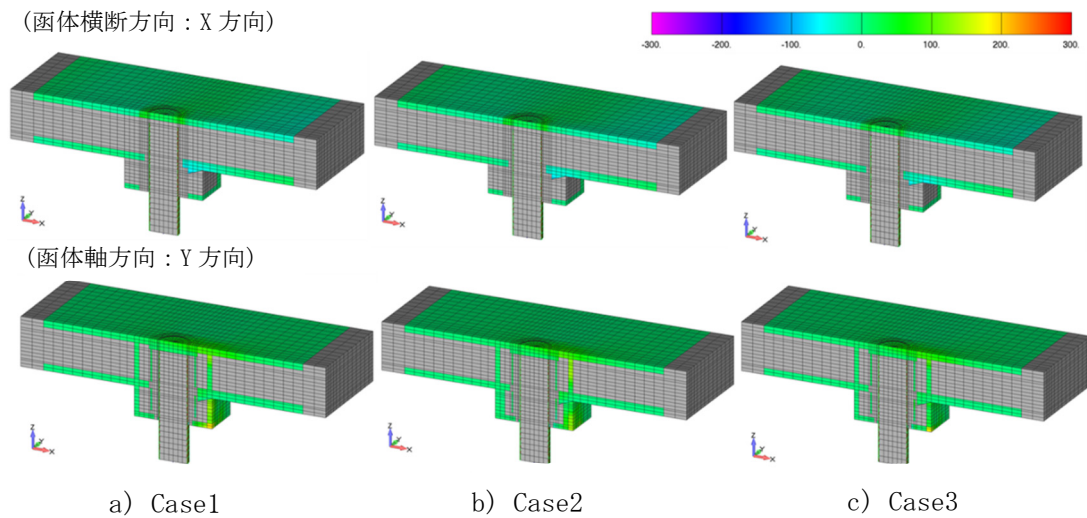 (函体横断方向：X 方向)
-300. -200. -100. 0. 100. 200. 300.
Z Y X
Z Y X
Z Y X
(函体軸方向：Y 方向)
Z Y X
Z Y X
Z Y X
a) Case1
b) Case2
c) Case3